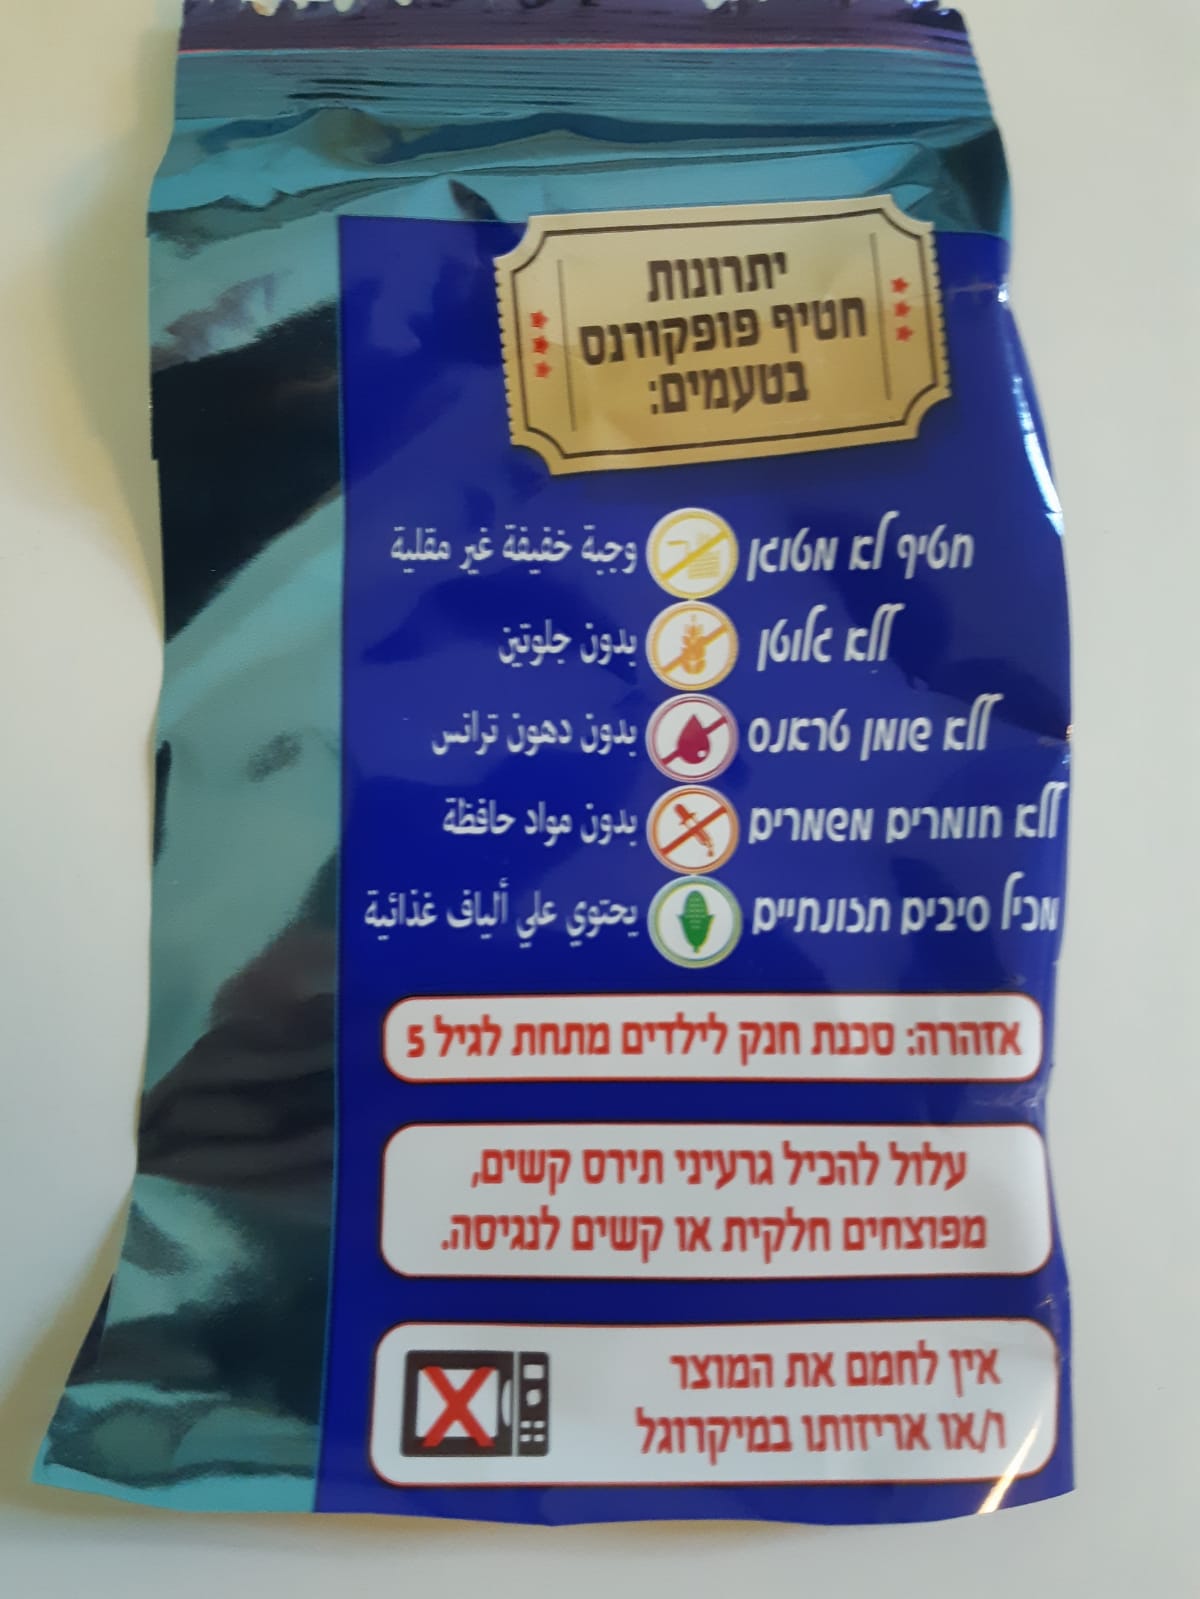 יתרונות
חטיף פופקורנס
בטעמים:
חטיף לא מטוגן وجبة خفيفة غير مقلية
ללא גלוטן بدون جلوتين
ללא שומן טראנס بدون دهون ترانس
ללא חומרים משמרים بدون مواد حافظة
מכיל סיבים תזונתיים يحتوي علي ألياف غذائية
אזהרה: סכנת חנק לילדים מתחת לגיל 5
עלול להכיל גרעיני תירס קשים,
מפוצחים חלקית או קשים לנגיסה.
אין לחמם את המוצר
ו/או אריזותו במיקרוגל